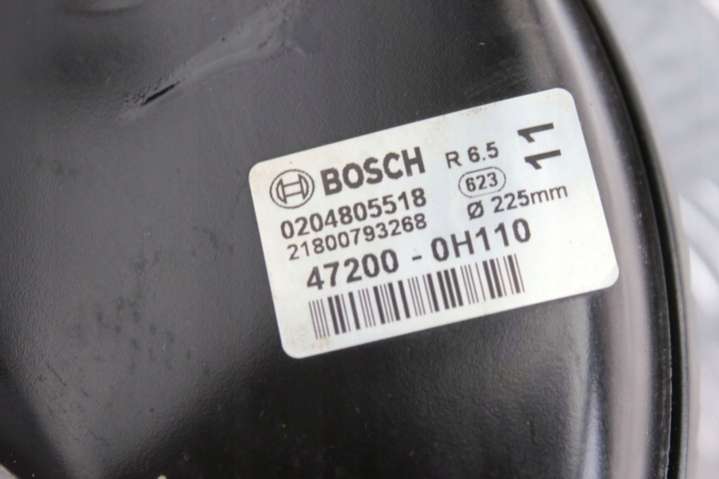 BOSCH R 6.5 11
0204805518 623
21800793268 Ø 225mm
47200 - 0H110